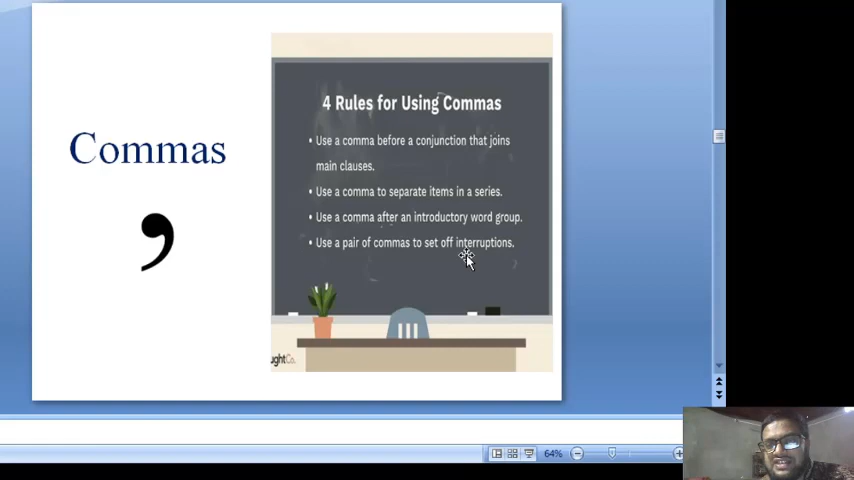 Commas
,
4 Rules for Using Commas
• Use a comma before a conjunction that joins
main clauses.
• Use a comma to separate items in a series.
• Use a comma after an introductory word group.
• Use a pair of commas to set off interruptions.
ughtCo.
64%